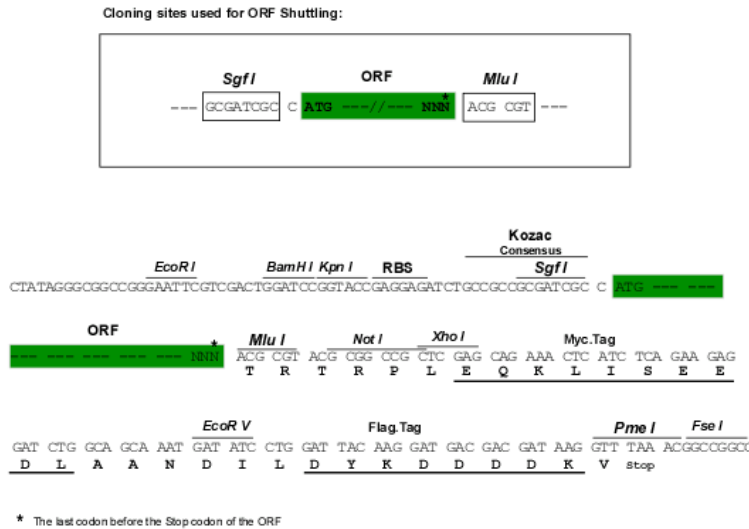 Cloning sites used for ORF Shuttling:
Sgf I ORF Mlu I
--- GCGATCGC C ATG ---//--- NNN* ACG CGT ---
Kozac
Consensus
EcoR I BamH I Kpn I RBS Sgf I
CTATAGGGCGGCCGGGAATTCGTCGACTGGATCCGGTACCGAGGAGATCTGCCGCCGCGATCGC C ATG --- ---
ORF Mlu I Not I Xho I Myc.Tag
--- --- --- --- --- --- NNN* ACG CGT ACG CGG CCG CTC GAG CAG AAA CTC ATC TCA GAA GAG
T R T R P L E Q K L I S E E
EcoR V Flag.Tag Pme I Fse I
GAT CTG GCA GCA AAT GAT ATC CTG GAT TAC AAG GAT GAC GAC GAT AAG GTT TAA ACGGCCGGCC
D L A A N D I L D Y K D D D D K V Stop
* The last codon before the Stop codon of the ORF